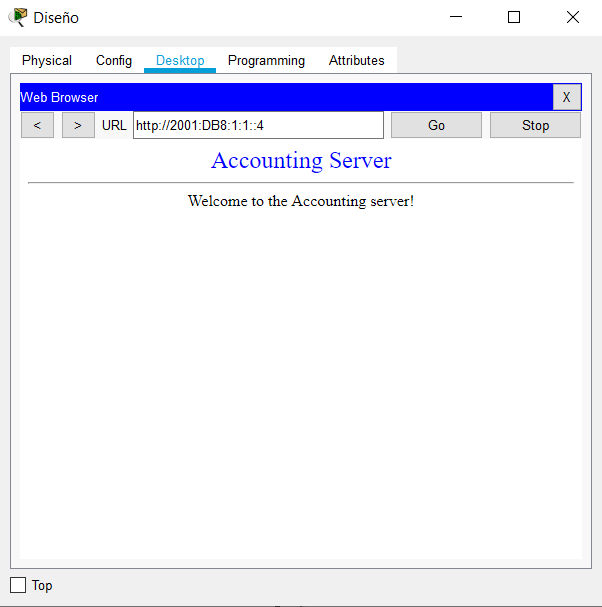 Diseño
Physical Config Desktop Programming Attributes
Web Browser X
< > URL http://2001:DB8:1:1::4 Go Stop
Accounting Server
Welcome to the Accounting server!
Top